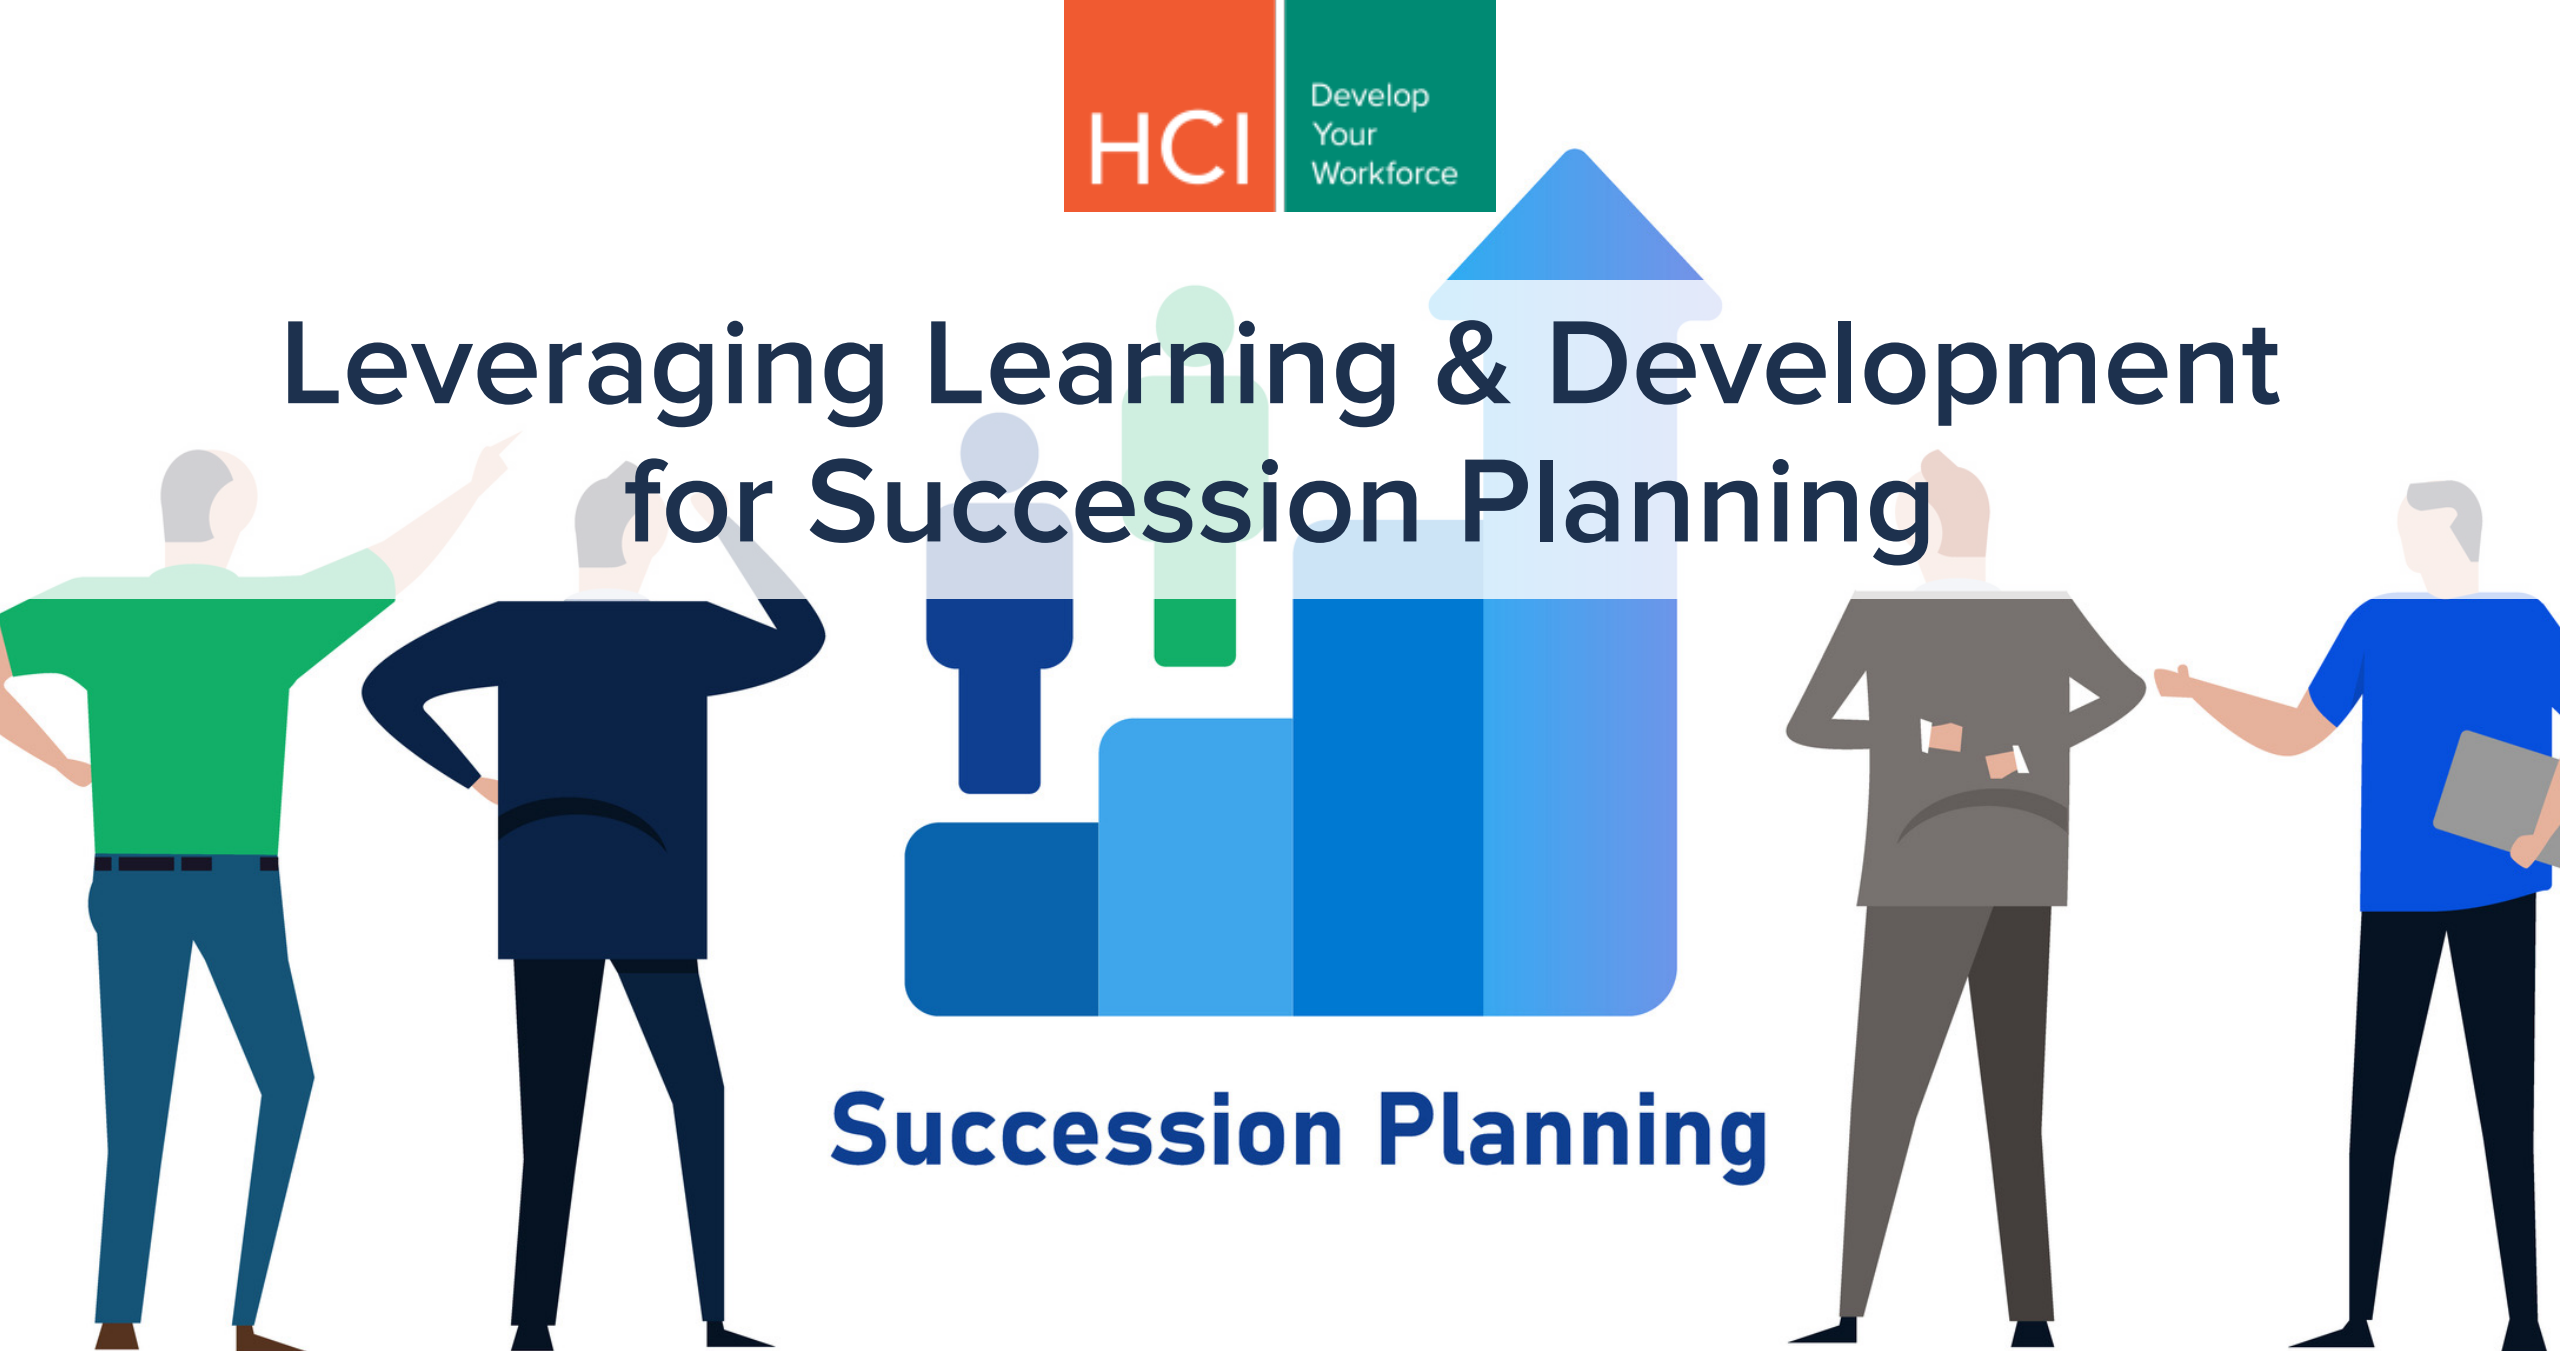 HCI
Develop
Your
Workforce
Leveraging Learning & Development
for Succession Planning
Succession Planning